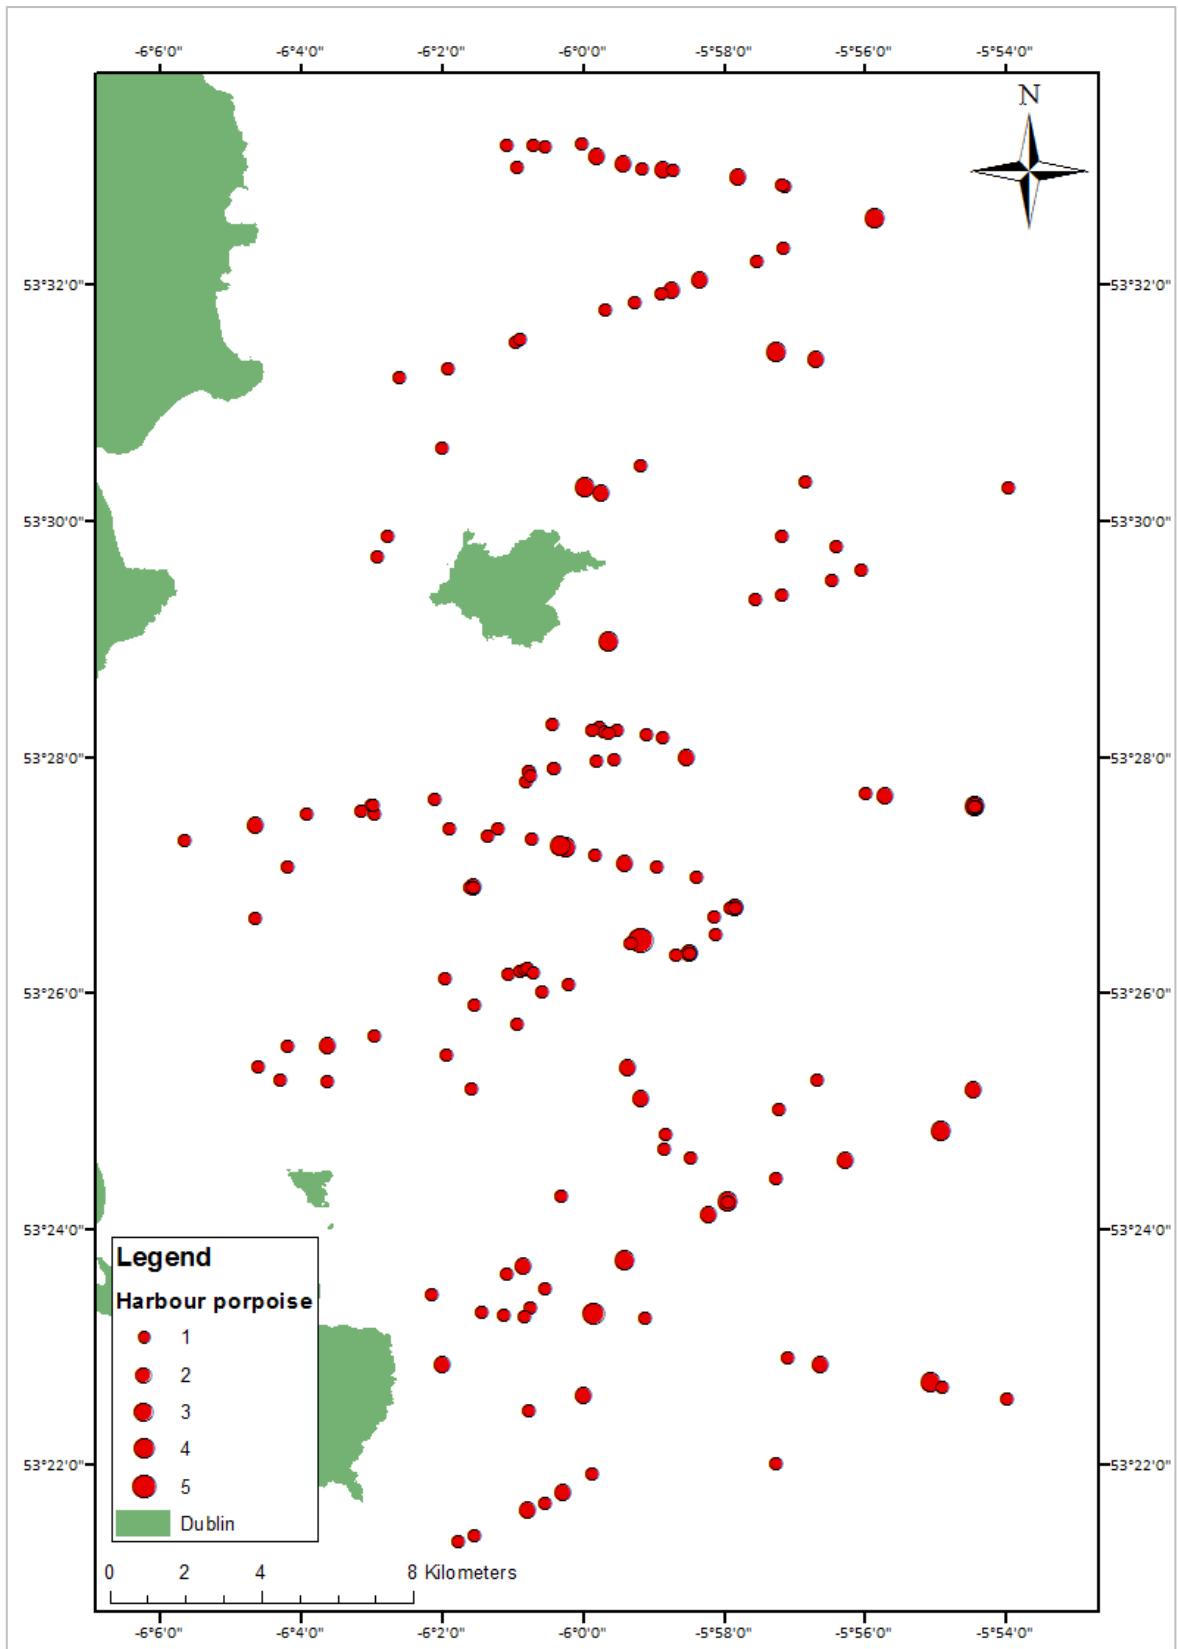 -6°6'0" -6°4'0" -6°2'0" -6°0'0" -5°58'0" -5°56'0" -5°54'0"
N
53°32'0" 53°32'0"
53°30'0" 53°30'0"
53°28'0" 53°28'0"
53°26'0" 53°26'0"
53°24'0" 53°24'0"
Legend
Harbour porpoise
1
2
3
4
5
Dublin
53°22'0" 53°22'0"
0 2 4 8 Kilometers
-6°6'0" -6°4'0" -6°2'0" -6°0'0" -5°58'0" -5°56'0" -5°54'0"